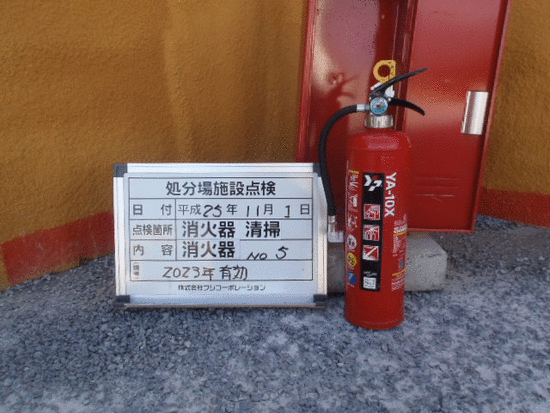 処分場施設点検
日付 平成25年 11月 1日
点検箇所 消火器 清掃
内容 消火器 NO 5
備考 2023年有効
株式会社フジコーポレーション
YA-10X